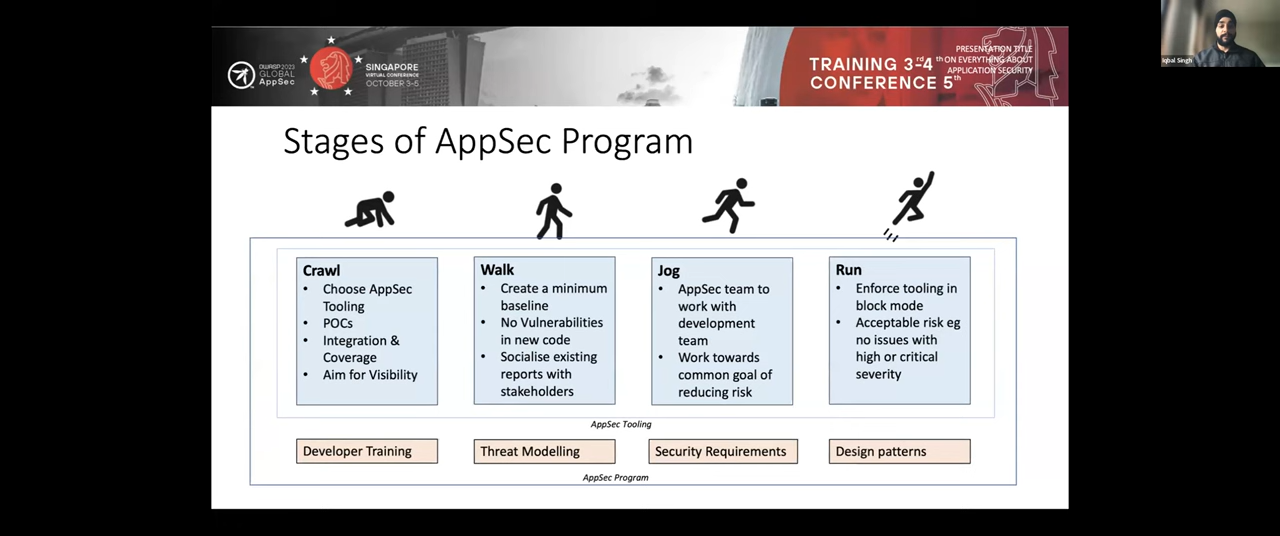 OWASP 2023
GLOBAL
AppSec
SINGAPORE
VIRTUAL CONFERENCE
OCTOBER 3-5
TRAINING 3rd-4th
CONFERENCE 5th
PRESENTATION TITLE
ON EVERYTHING ABOUT
APPLICATION SECURITY
Iqbal Singh
Stages of AppSec Program
Crawl
• Choose AppSec
Tooling
• POCs
• Integration &
Coverage
• Aim for Visibility
Walk
• Create a minimum
baseline
• No Vulnerabilities
in new code
• Socialise existing
reports with
stakeholders
Jog
• AppSec team to
work with
development
team
• Work towards
common goal of
reducing risk
Run
• Enforce tooling in
block mode
• Acceptable risk eg
no issues with
high or critical
severity
AppSec Tooling
Developer Training
Threat Modelling
Security Requirements
Design patterns
AppSec Program